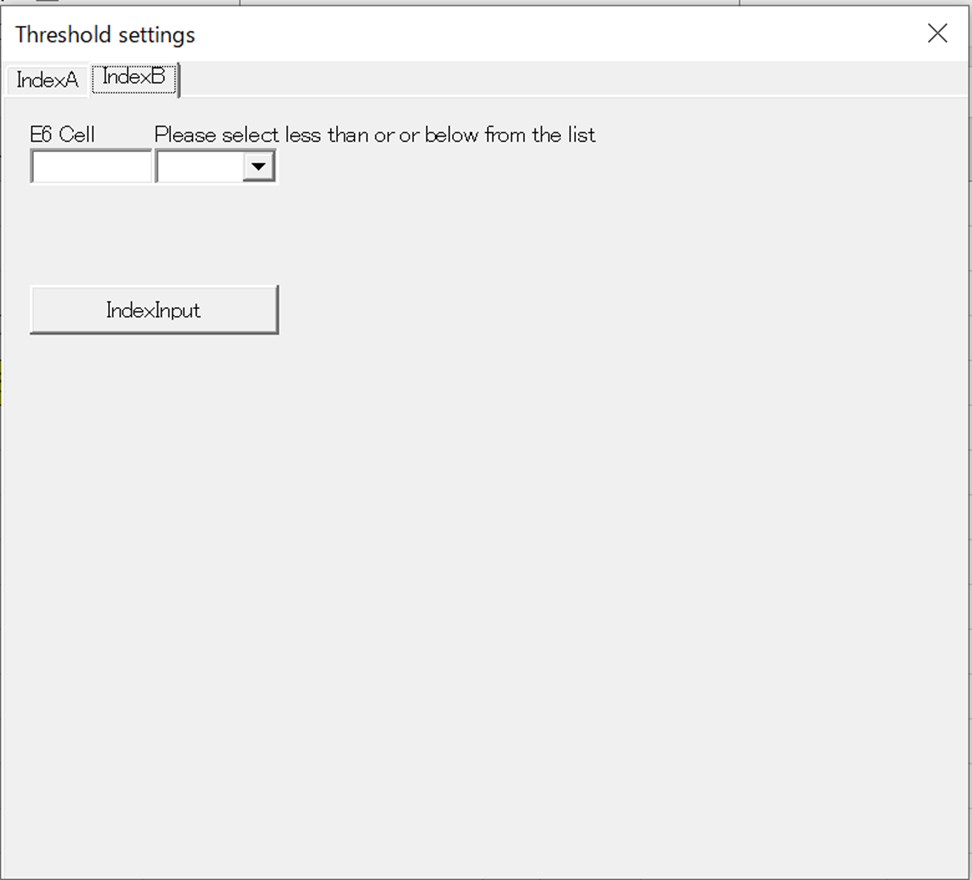 Threshold settings
IndexA IndexB
E6 Cell Please select less than or or below from the list
IndexInput